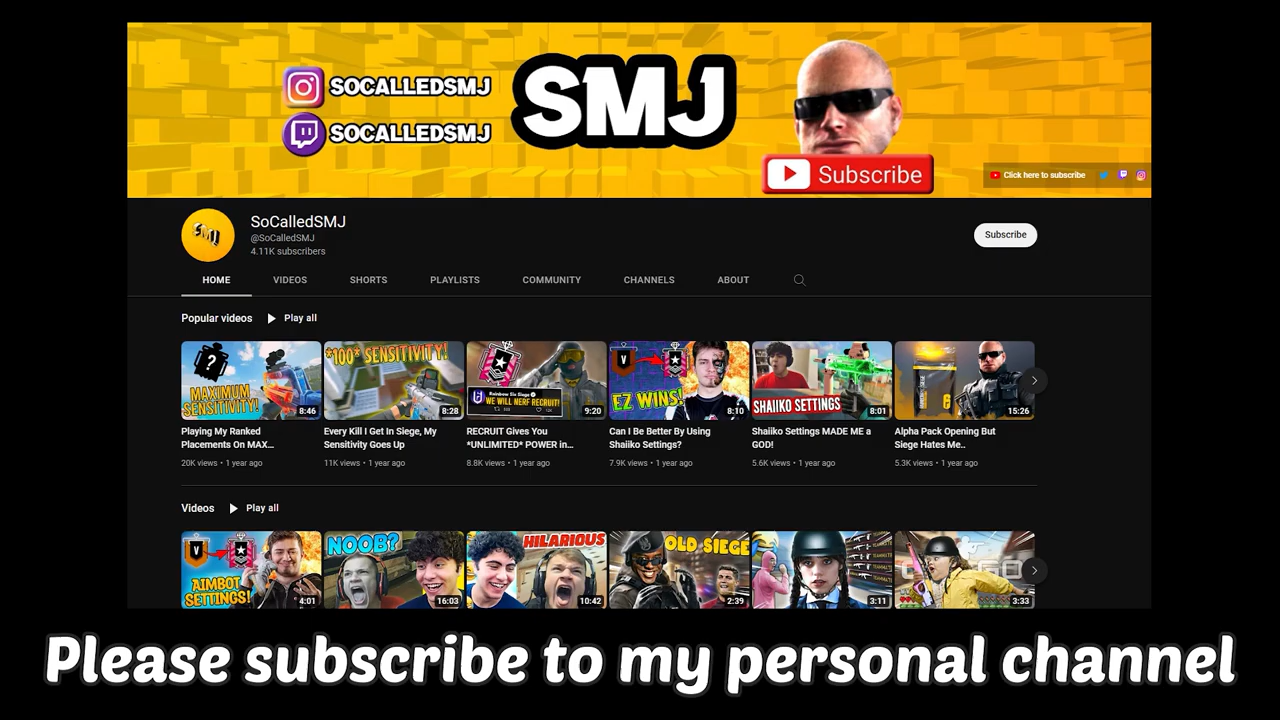 SOCALLEDSMJ
SMJ
SOCALLEDSMJ
Subscribe
Click here to subscribe
SMJ
SoCalledSMJ
@SoCalledSMJ
4.11K subscribers
Subscribe
HOME VIDEOS SHORTS PLAYLISTS COMMUNITY CHANNELS ABOUT
Popular videos Play all
?
MAXIMUM
SENSITIVITY!
8:46
*100* SENSITIVITY!
8:28
Rainbow Six Siege
WE WILL NERF RECRUIT!
9:20
V
EZ WINS!
8:10
SHAIIKO SETTINGS
8:01
15:26
Playing My Ranked
Placements On MAX...
20K views • 1 year ago
Every Kill I Get In Siege, My
Sensitivity Goes Up
11K views • 1 year ago
RECRUIT Gives You
*UNLIMITED* POWER in...
8.8K views • 1 year ago
Can I Be Better By Using
Shaiiko Settings?
7.9K views • 1 year ago
Shaiiko Settings MADE ME a
GOD!
5.6K views • 1 year ago
Alpha Pack Opening But
Siege Hates Me..
5.3K views • 1 year ago
Videos Play all
V
AIMBOT
SETTINGS!
4:01
NOOB?
16:03
HILARIOUS
10:42
OLD SIEGE
2:39
3:11
3:33
Please subscribe to my personal channel